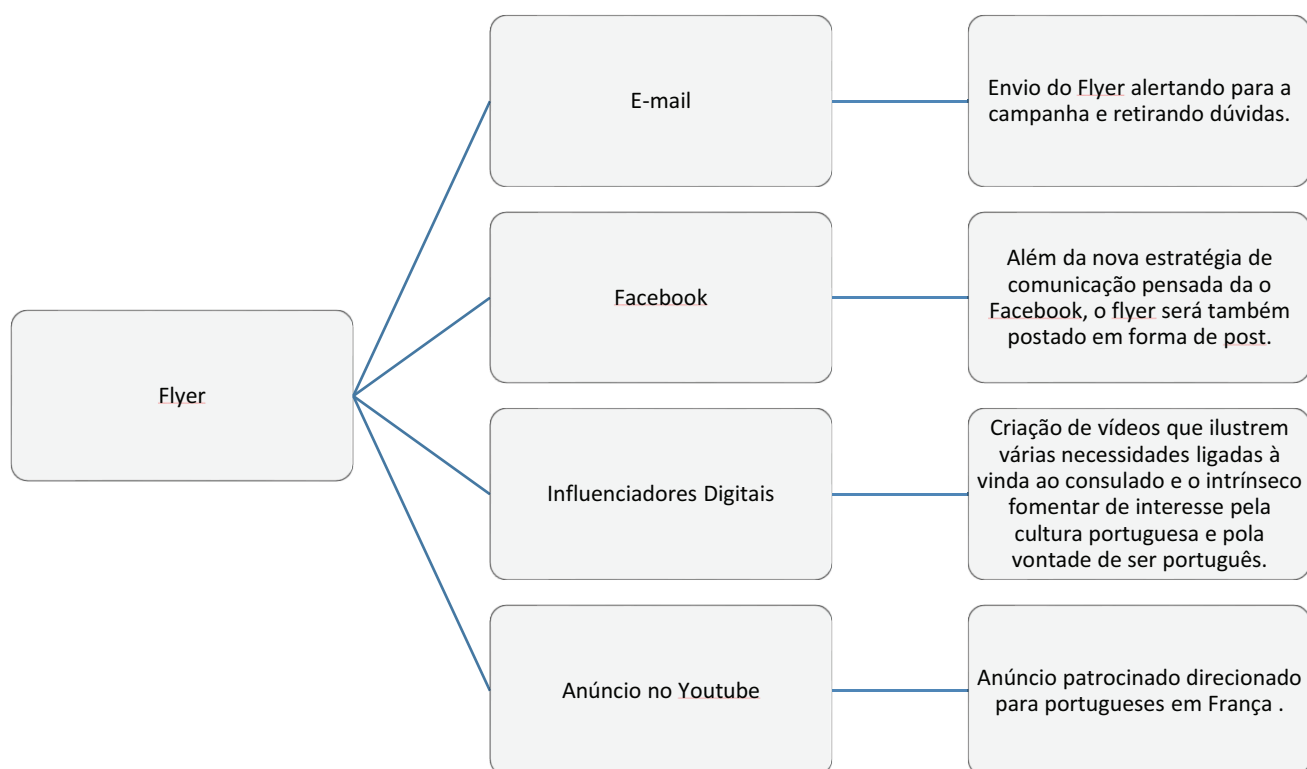 Flyer
E-mail
Envio do Flyer alertando para a
campanha e retirando dúvidas.
Facebook
Além da nova estratégia de
comunicação pensada da o
Facebook, o flyer será também
postado em forma de post.
Influenciadores Digitais
Criação de vídeos que ilustrem
várias necessidades ligadas à
vinda ao consulado e o intrínseco
fomentar de interesse pela
cultura portuguesa e pola
vontade de ser português.
Anúncio no Youtube
Anúncio patrocinado direcionado
para portugueses em França .